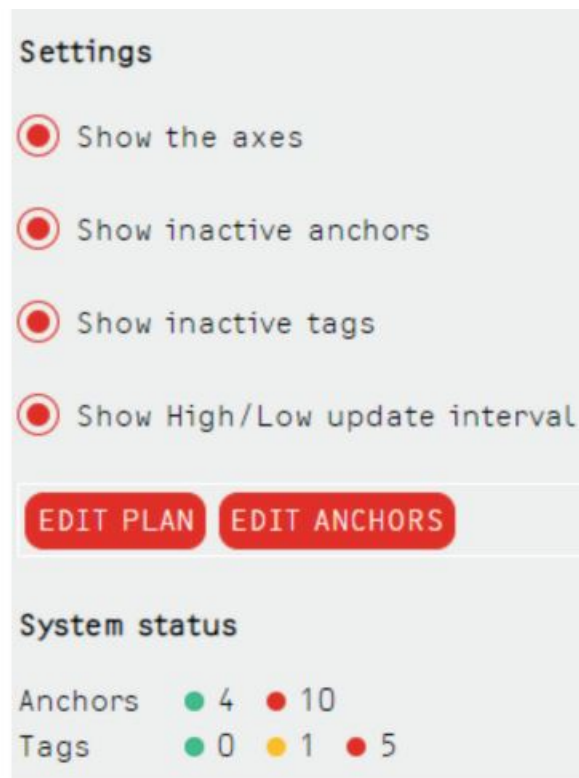 Settings
Show the axes
Show inactive anchors
Show inactive tags
Show High/Low update interval
EDIT PLAN EDIT ANCHORS
System status
Anchors 4 10
Tags 0 1 5